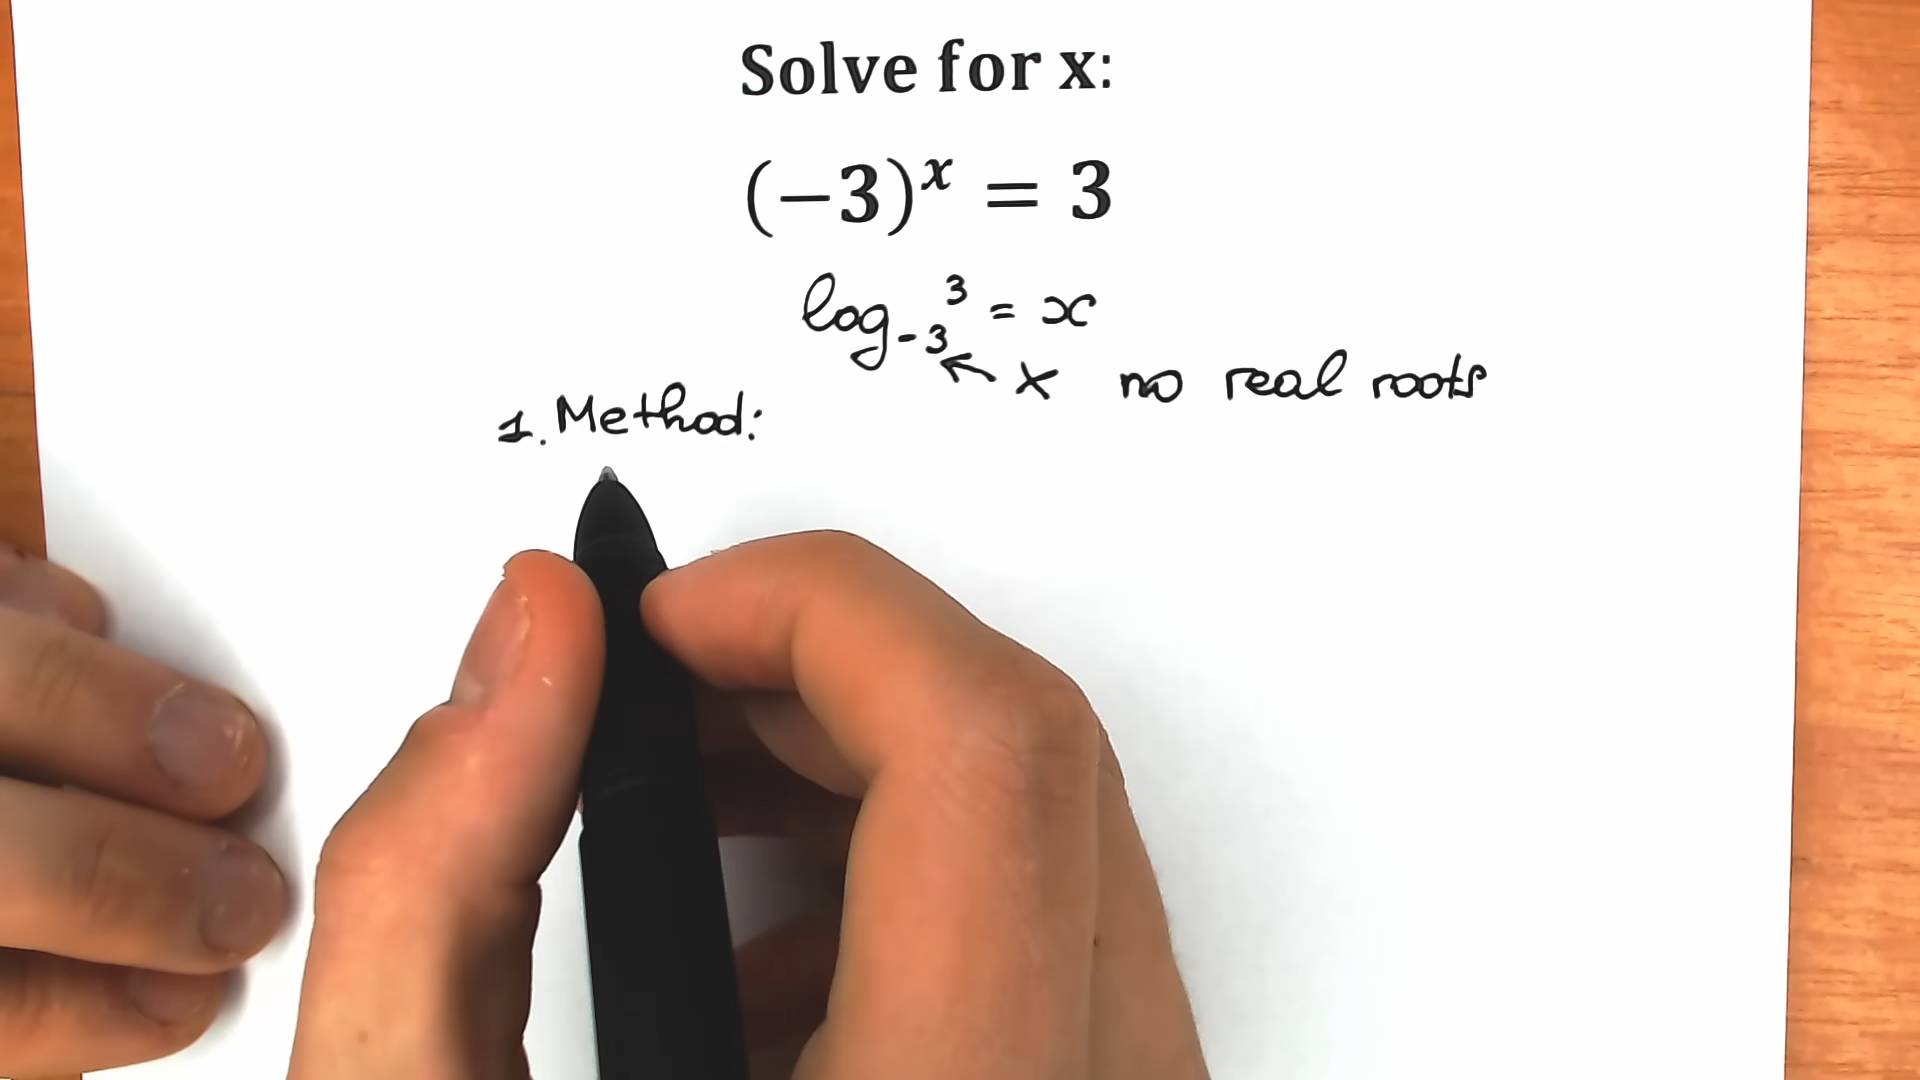 Solve for x:
(−3)ˣ = 3
log₋₃ 3 = x
x no real roots
1. Method: